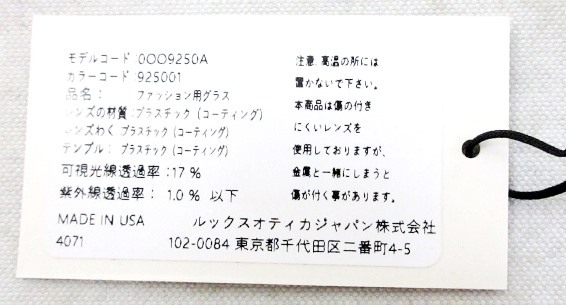 モデルコード :OOO9250A
カラーコード :925001
品名： ファッション用グラス
レンズの材質：プラスチック（コーティング）
レンズわく：プラスチック（コーティング）
テンプル：プラスチック（コーティング）
可視光線透過率：17 %
紫外線透過率： 1.0 % 以下
注意：高温の所には
置かないで下さい。
本商品は傷の付き
にくいレンズを
使用しておりますが、
金属と一緒にしまうと
傷が付く事があります。
MADE IN USA ルックスオティカジャパン株式会社
4071 102-0084 東京都千代田区二番町4-5